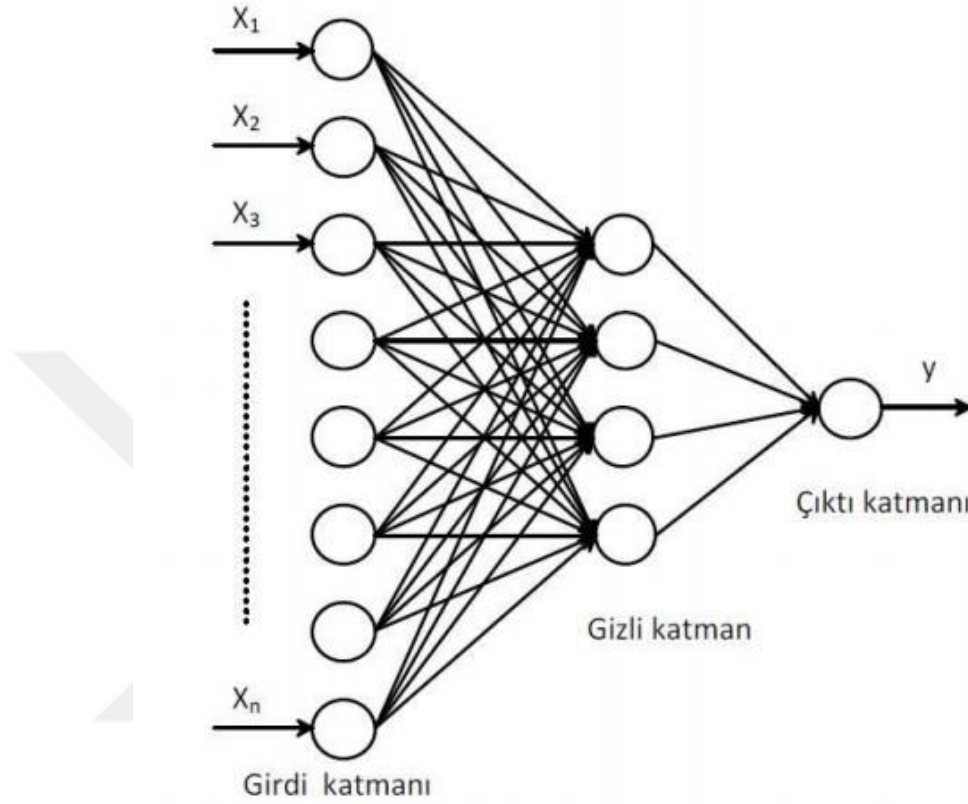 X₁
X₂
X₃
y
Çıktı katmanı
Gizli katman
Xₙ
Girdi katmanı